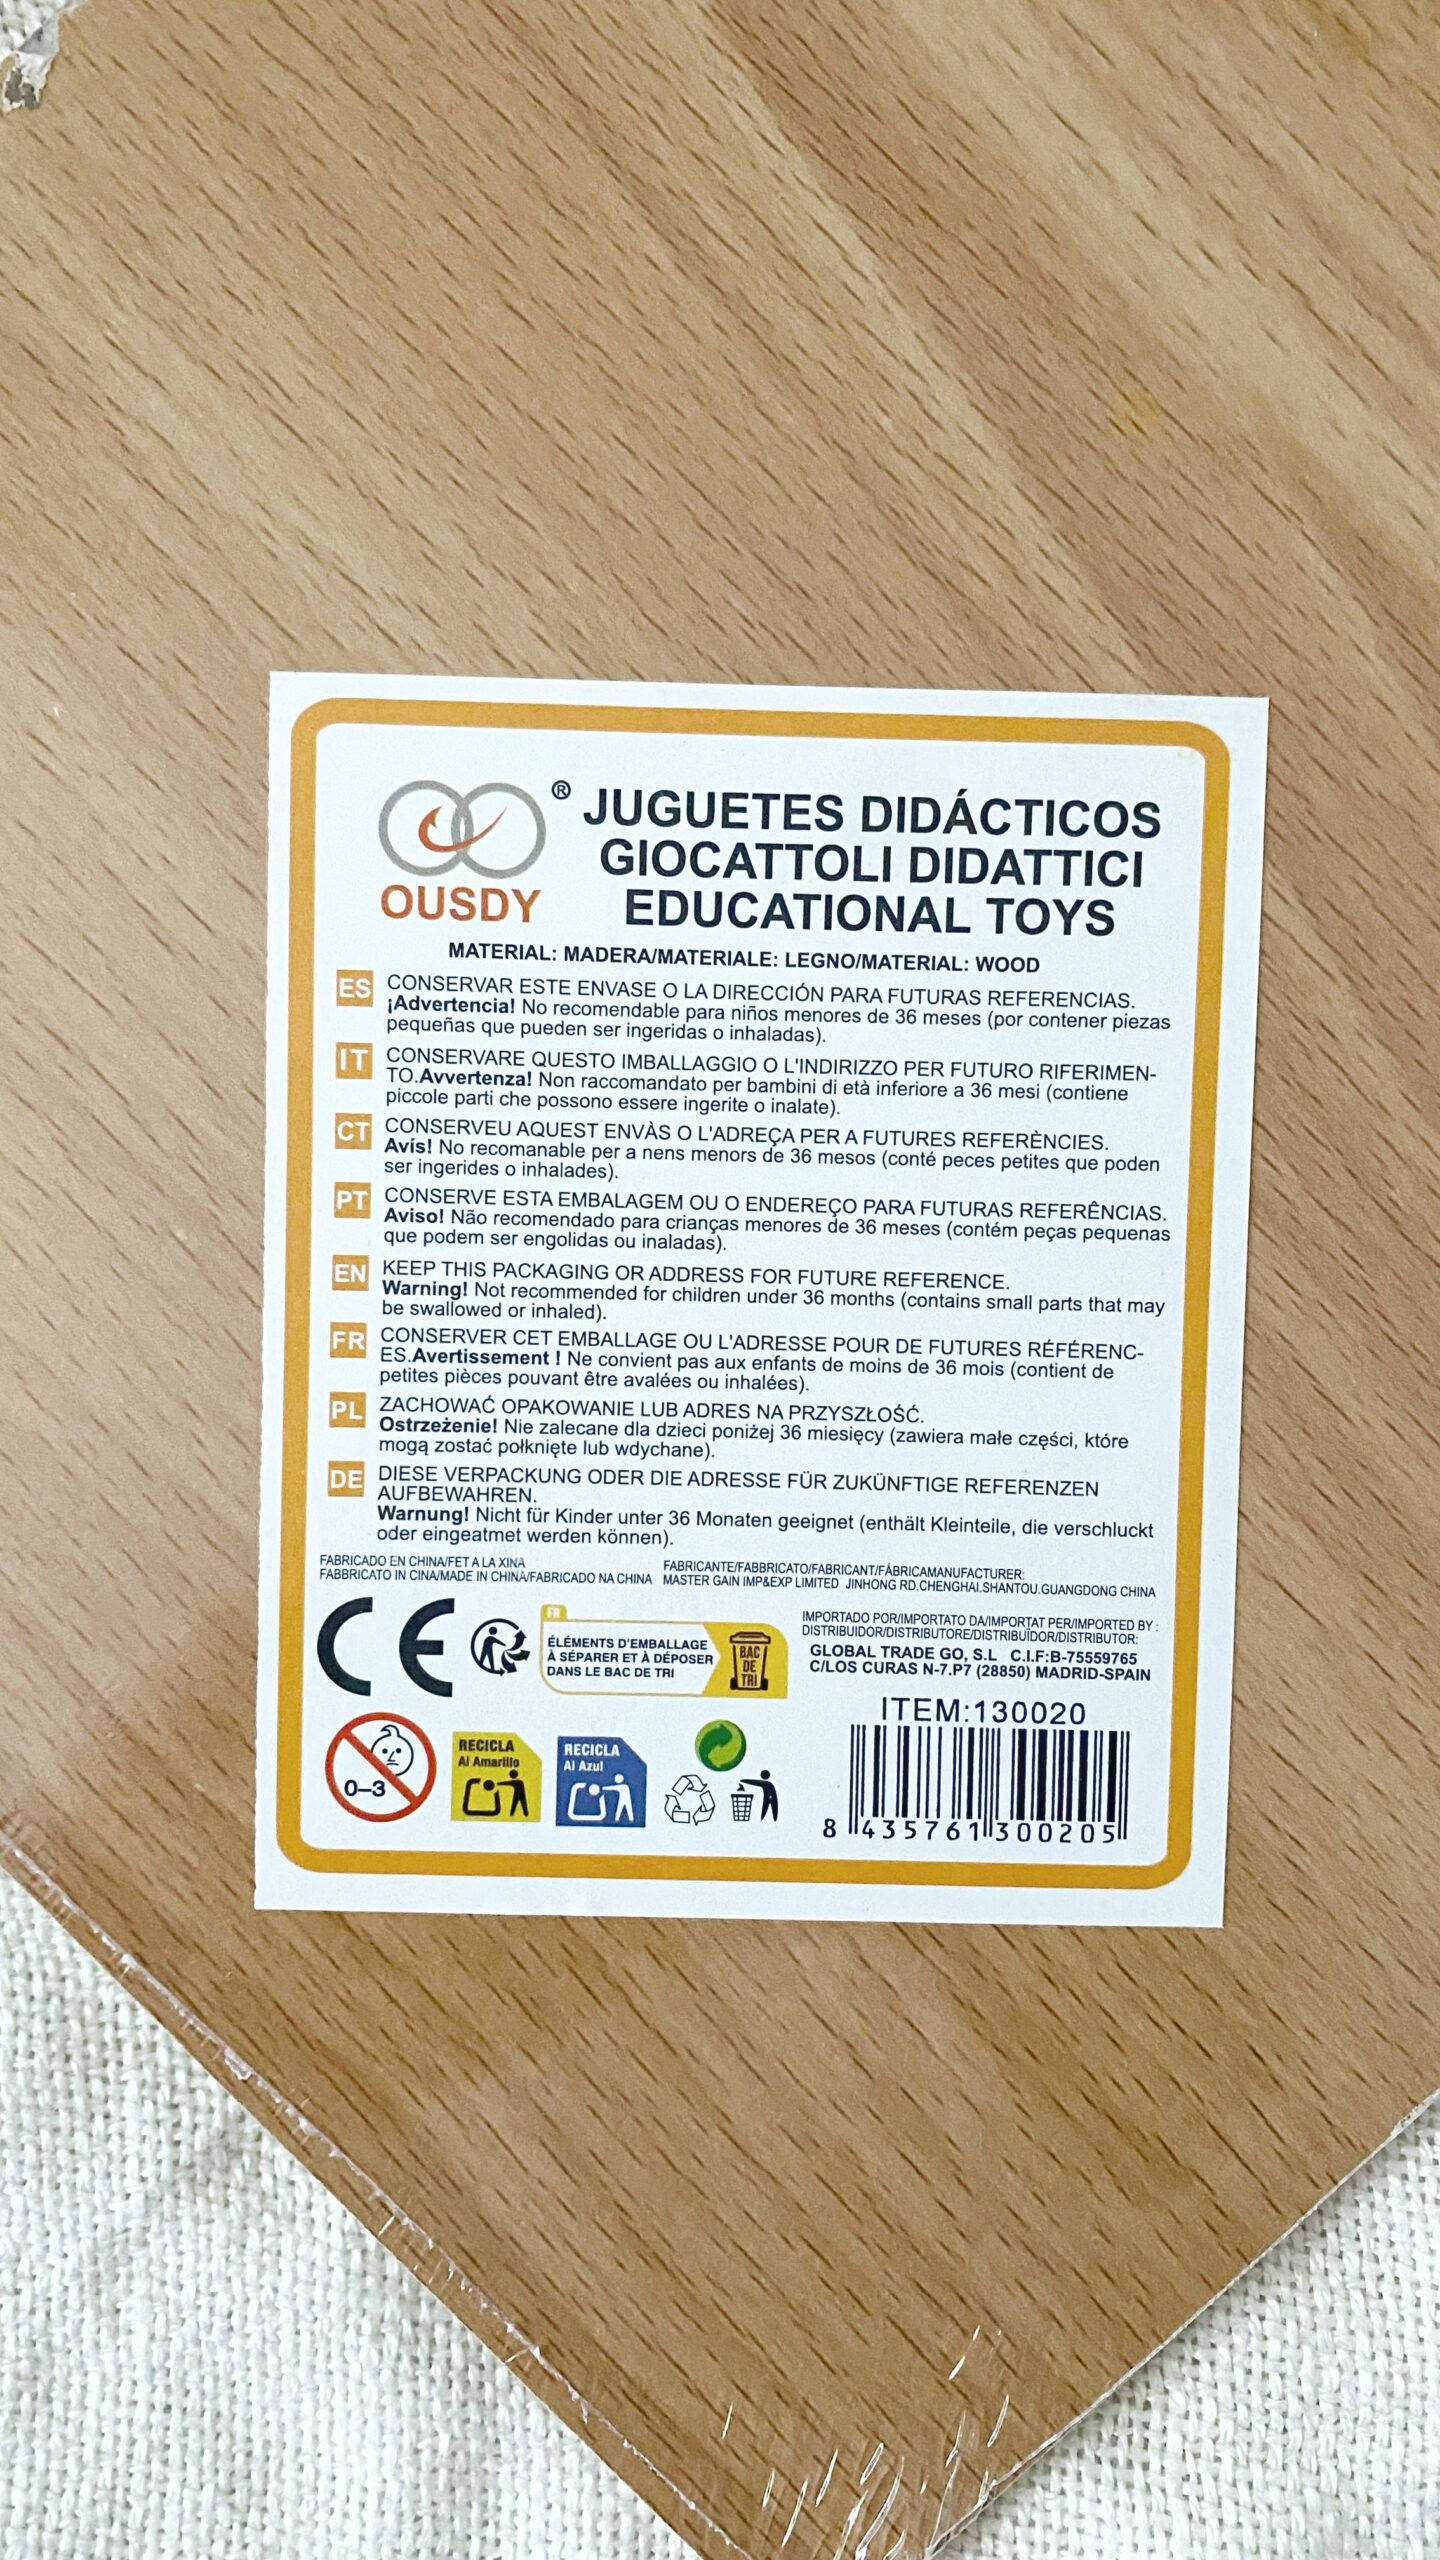 ®
OUSDY
JUGUETES DIDÁCTICOS
GIOCATTOLI DIDATTICI
EDUCATIONAL TOYS
MATERIAL: MADERA/MATERIALE: LEGNO/MATERIAL: WOOD
ES CONSERVAR ESTE ENVASE O LA DIRECCIÓN PARA FUTURAS REFERENCIAS.
¡Advertencia! No recomendable para niños menores de 36 meses (por contener piezas
pequeñas que pueden ser ingeridas o inhaladas).
IT CONSERVARE QUESTO IMBALLAGGIO O L'INDIRIZZO PER FUTURO RIFERIMEN-
TO.Avvertenza! Non raccomandato per bambini di età inferiore a 36 mesi (contiene
piccole parti che possono essere ingerite o inalate).
CT CONSERVEU AQUEST ENVÀS O L'ADREÇA PER A FUTURES REFERÈNCIES.
Avís! No recomanable per a nens menors de 36 mesos (conté peces petites que poden
ser ingerides o inhalades).
PT CONSERVE ESTA EMBALAGEM OU O ENDEREÇO PARA FUTURAS REFERÊNCIAS.
Aviso! Não recomendado para crianças menores de 36 meses (contém peças pequenas
que podem ser engolidas ou inaladas).
EN KEEP THIS PACKAGING OR ADDRESS FOR FUTURE REFERENCE.
Warning! Not recommended for children under 36 months (contains small parts that may
be swallowed or inhaled).
FR CONSERVER CET EMBALLAGE OU L'ADRESSE POUR DE FUTURES RÉFÉRENC-
ES.Avertissement ! Ne convient pas aux enfants de moins de 36 mois (contient de
petites pièces pouvant être avalées ou inhalées).
PL ZACHOWAĆ OPAKOWANIE LUB ADRES NA PRZYSZŁOŚĆ.
Ostrzeżenie! Nie zalecane dla dzieci poniżej 36 miesięcy (zawiera małe części, które
mogą zostać połknięte lub wdychane).
DE DIESE VERPACKUNG ODER DIE ADRESSE FÜR ZUKÜNFTIGE REFERENZEN
AUFBEWAHREN.
Warnung! Nicht für Kinder unter 36 Monaten geeignet (enthält Kleinteile, die verschluckt
oder eingeatmet werden können).
FABRICADO EN CHINA/FET A LA XINA
FABBRICATO IN CINA/MADE IN CHINA/FABRICADO NA CHINA
FABRICANTE/FABBRICATO/FABRICANT/FÁBRICAMANUFACTURER:
MASTER GAIN IMP&EXP LIMITED JINHONG RD.CHENGHAI.SHANTOU.GUANGDONG CHINA
CE
FR
ÉLÉMENTS D'EMBALLAGE
À SÉPARER ET À DÉPOSER
DANS LE BAC DE TRI
BAC
DE
TRI
IMPORTADO POR/IMPORTATO DA/IMPORTAT PER/IMPORTED BY :
DISTRIBUIDOR/DISTRIBUTORE/DISTRIBUÏDOR/DISTRIBUTOR:
GLOBAL TRADE GO, S.L C.I.F:B-75559765
C/LOS CURAS N-7.P7 (28850) MADRID-SPAIN
ITEM:130020
0–3
RECICLA
Al Amarillo
RECICLA
Al Azul
8 435761 300205